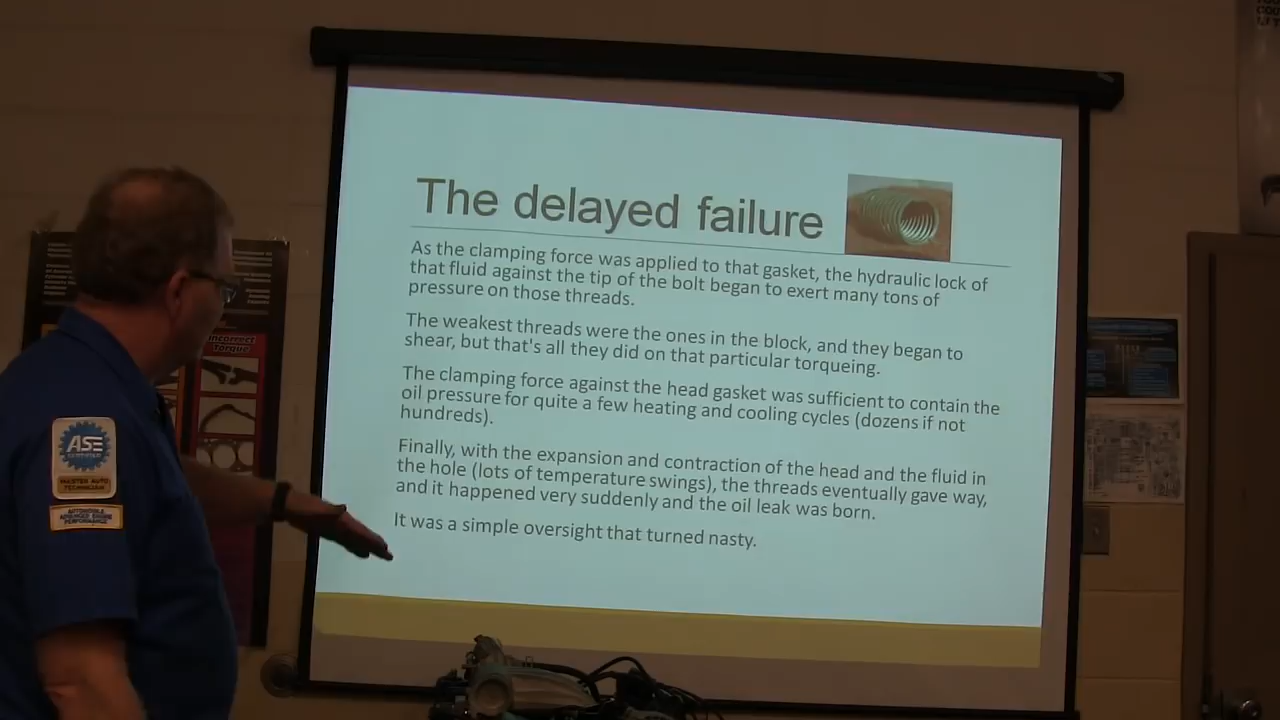 The delayed failure
As the clamping force was applied to that gasket, the hydraulic lock of
that fluid against the tip of the bolt began to exert many tons of
pressure on those threads.
The weakest threads were the ones in the block, and they began to
shear, but that's all they did on that particular torqueing.
The clamping force against the head gasket was sufficient to contain the
oil pressure for quite a few heating and cooling cycles (dozens if not
hundreds).
Finally, with the expansion and contraction of the head and the fluid in
the hole (lots of temperature swings), the threads eventually gave way,
and it happened very suddenly and the oil leak was born.
It was a simple oversight that turned nasty.
Incorrect
torque
ASE
CERTIFIED
MASTER AUTO
TECHNICIAN
AUTOMOBILE
ADVANCED ENGINE
PERFORMANCE